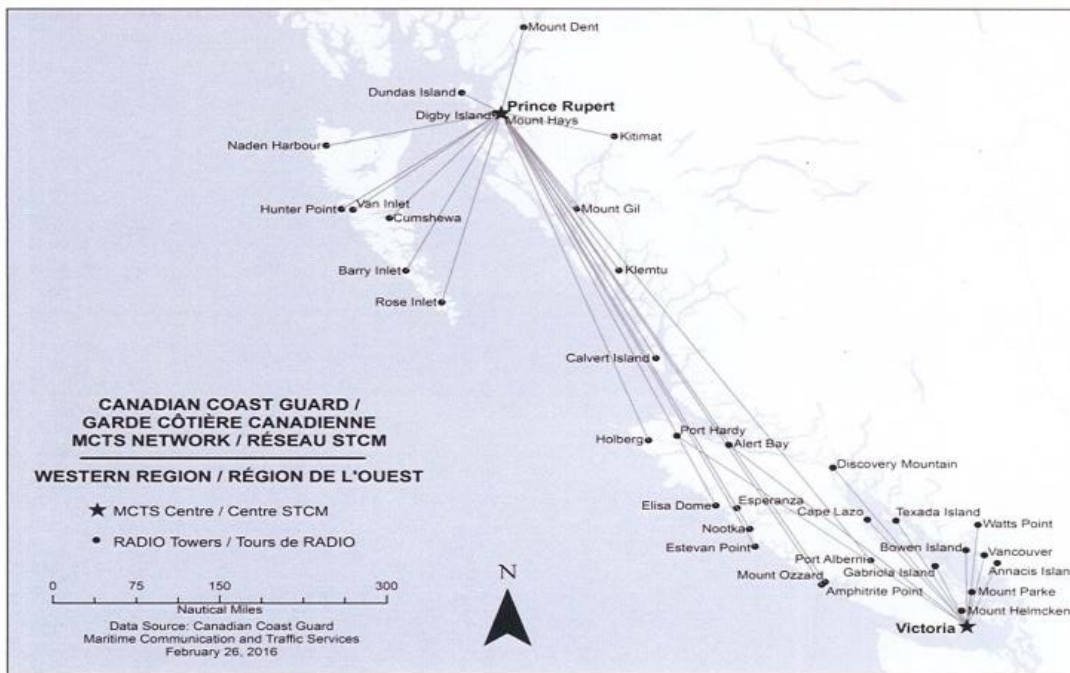 Mount Dent
Dundas Island
Prince Rupert
Digby Island
Mount Hays
Kitimat
Naden Harbour
Hunter Point
Van Inlet
Cumshewa
Mount Gil
Barry Inlet
Klemtu
Rose Inlet
Calvert Island
CANADIAN COAST GUARD /
GARDE CÔTIÈRE CANADIENNE
MCTS NETWORK / RÉSEAU STCM
WESTERN REGION / RÉGION DE L'OUEST
MCTS Centre / Centre STCM
RADIO Towers / Tours de RADIO
Holberg
Port Hardy
Alert Bay
Discovery Mountain
Elisa Dome
Esperanza
Cape Lazo
Texada Island
Watts Point
Nootka
Estevan Point
Bowen Island
Vancouver
Port Alberni
Gabriola Island
Annacis Islan
Mount Ozzard
Amphitrite Point
Mount Parke
Mount Helmcken
Victoria
0 75 150 300
Nautical Miles
N
Data Source: Canadian Coast Guard
Maritime Communication and Traffic Services
February 26, 2016